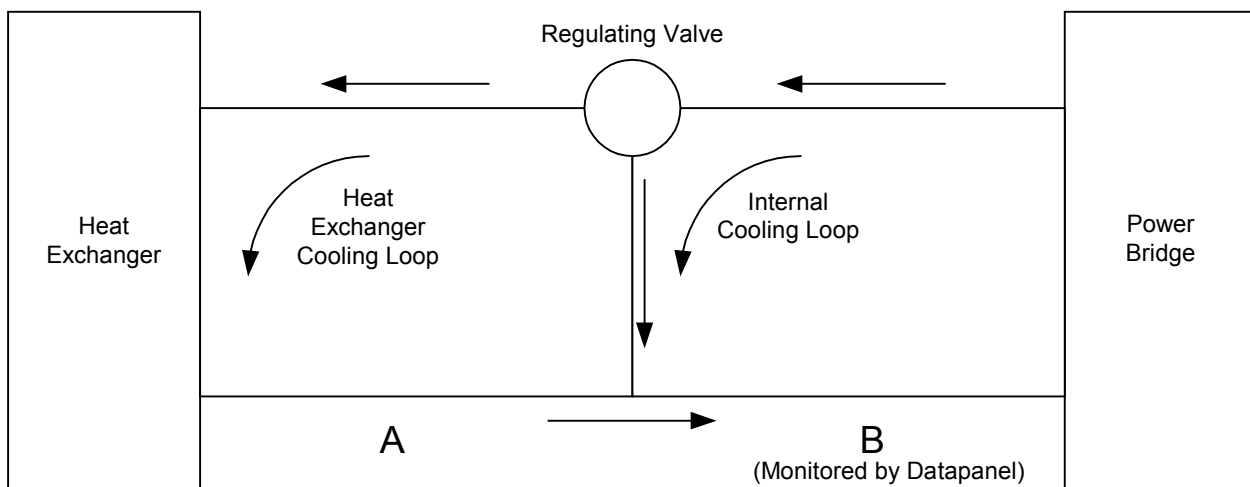 Regulating Valve
Heat
Exchanger
Heat
Exchanger
Cooling Loop
Internal
Cooling Loop
Power
Bridge
A
B
(Monitored by Datapanel)